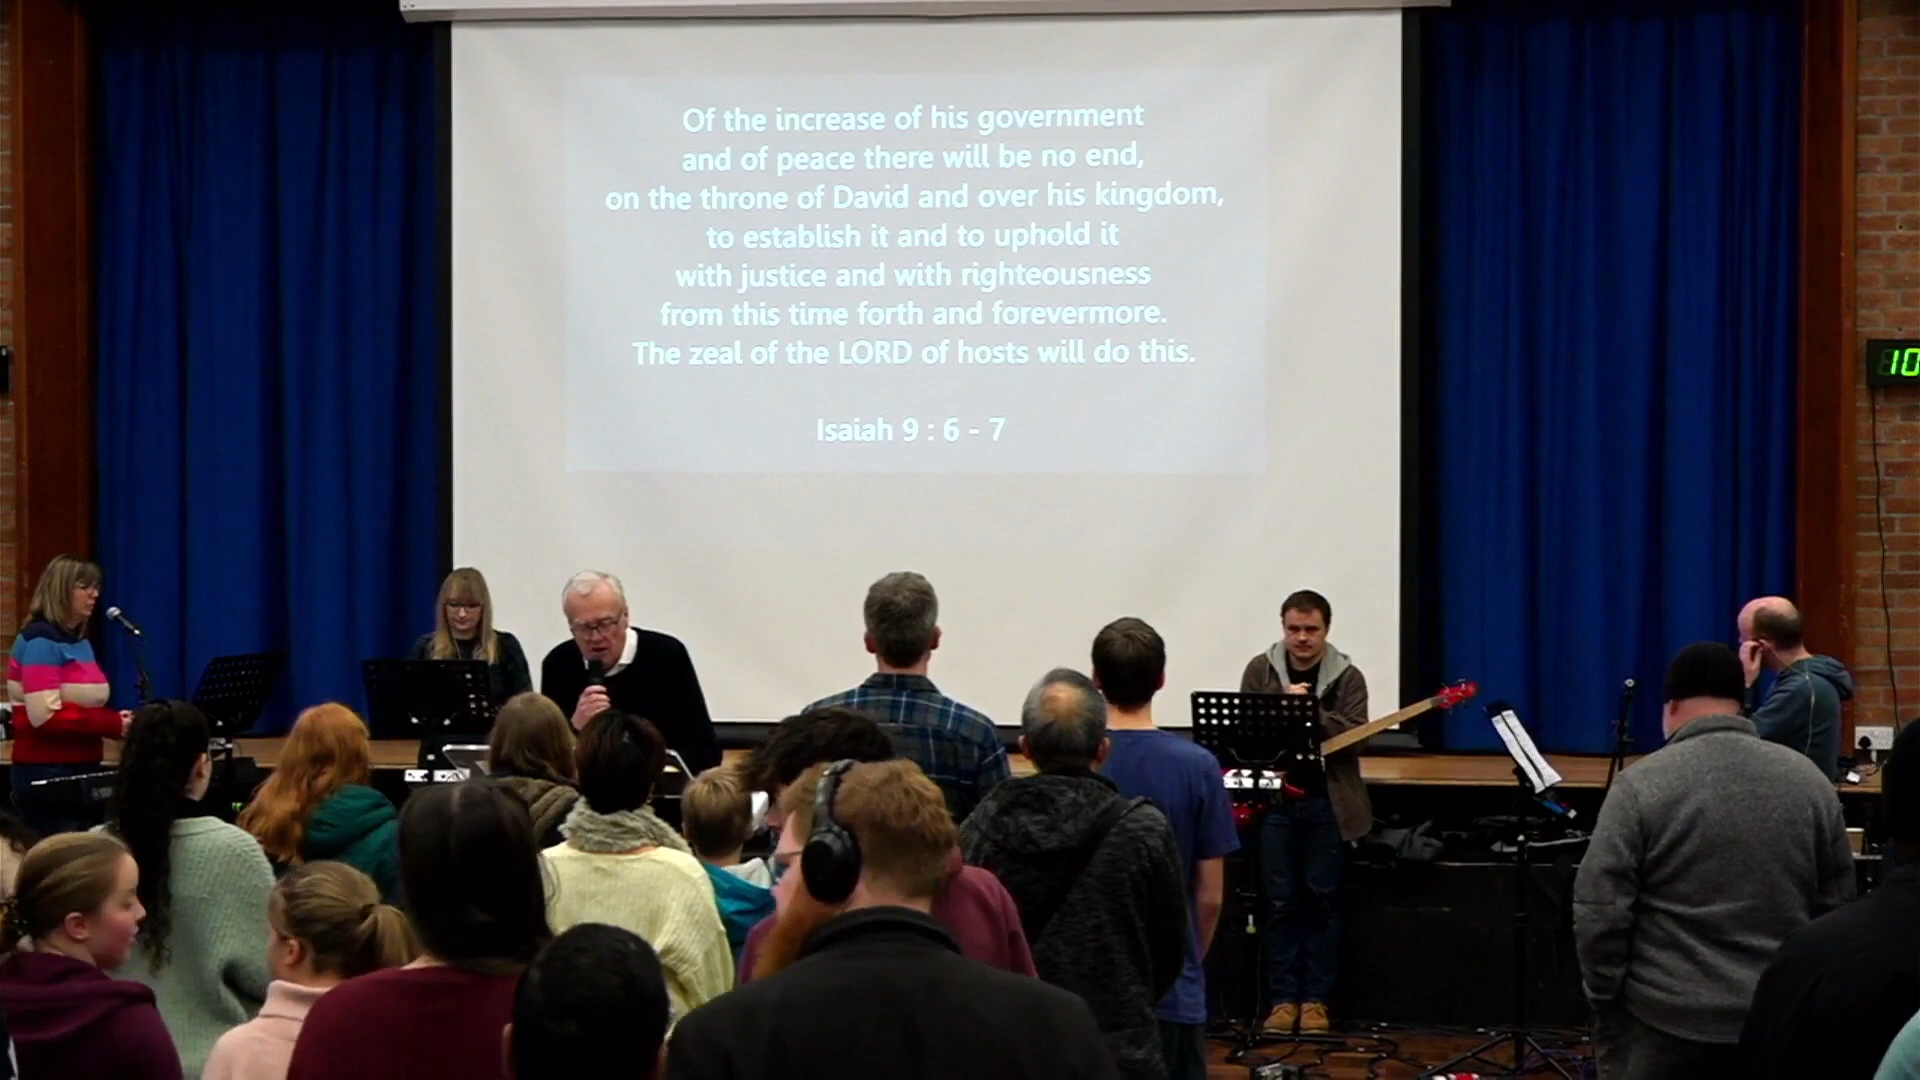 Of the increase of his government
and of peace there will be no end,
on the throne of David and over his kingdom,
to establish it and to uphold it
with justice and with righteousness
from this time forth and forevermore.
The zeal of the LORD of hosts will do this.
Isaiah 9 : 6 - 7
10